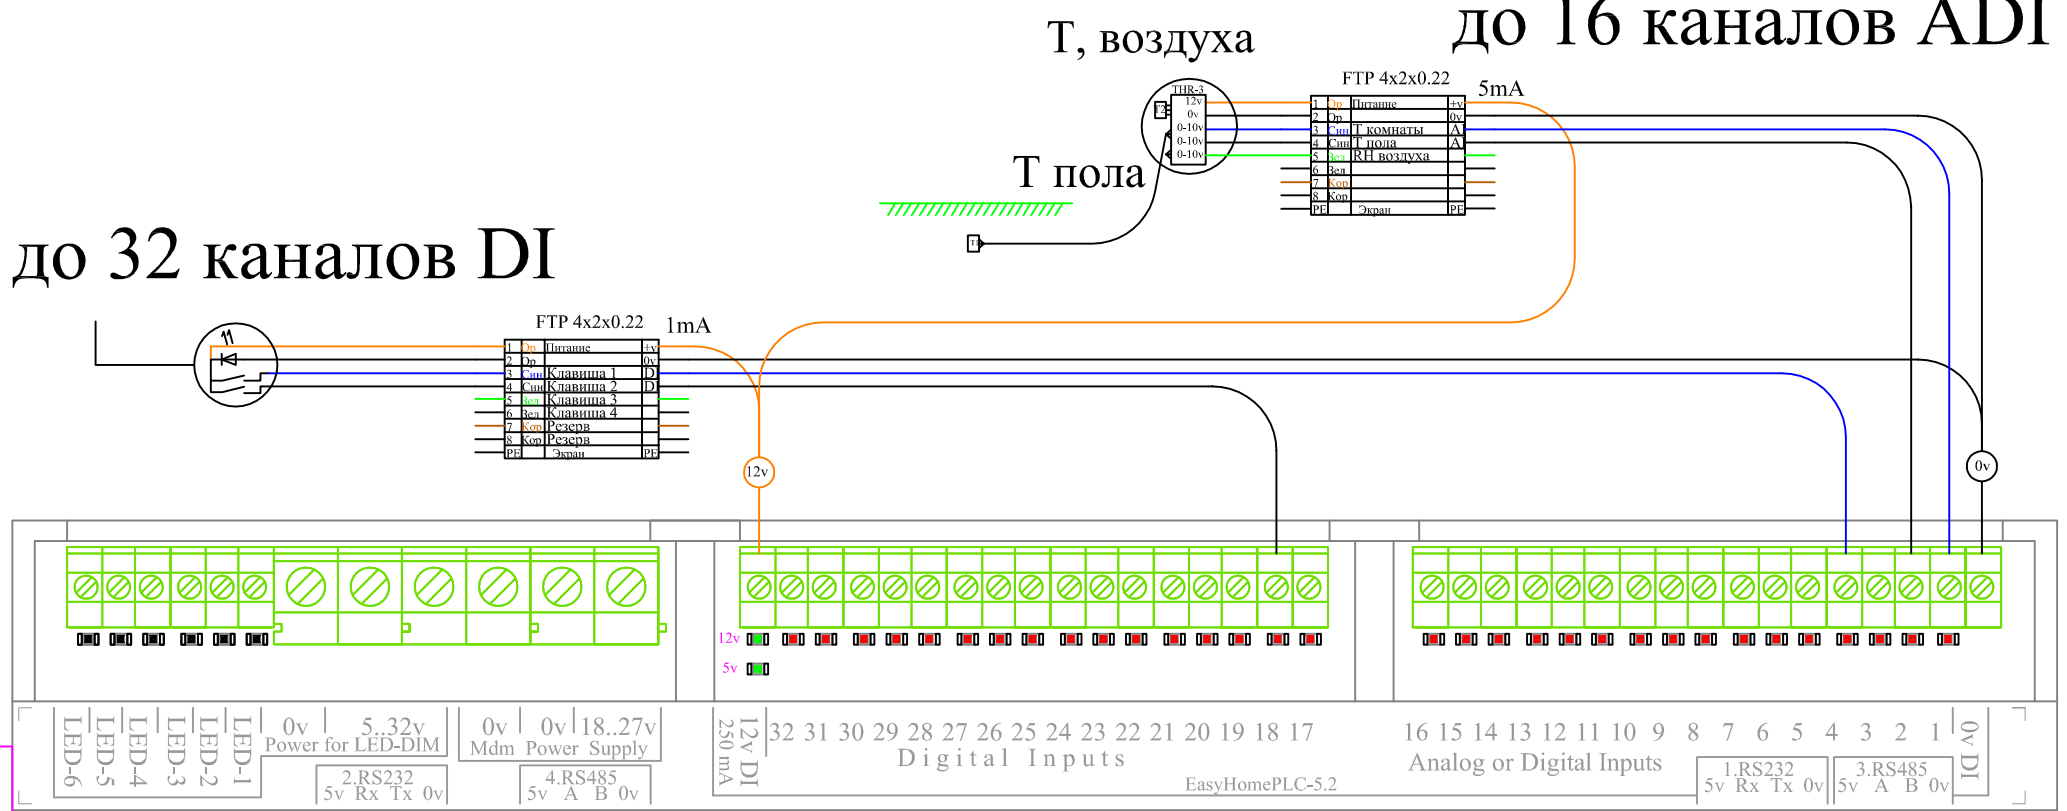 до 16 каналов ADI
Т, воздуха
FTP 4x2x0.22
5mA
THR-3
12v
0v
0-10v
0-10v
0-10v
T2
1 Ор Питание +v
2 Ор 0v
3 Син Т комнаты A
4 Син Т пола A
5 Зел RH воздуха
6 Зел
7 Кор
8 Кор
PE Экран PE
Т пола
T1
до 32 каналов DI
FTP 4x2x0.22
1mA
1 Ор Питание +v
2 Ор 0v
3 Син Клавиша 1 D
4 Син Клавиша 2 D
5 Зел Клавиша 3
6 Зел Клавиша 4
7 Кор Резерв
8 Кор Резерв
PE Экран PE
12v
0v
12v
5v
LED-6 LED-5 LED-4 LED-3 LED-2 LED-1
0v 5..32v
Power for LED-DIM
0v 0v 18..27v
Mdm Power Supply
2.RS232
5v Rx Tx 0v
4.RS485
5v A B 0v
12v DI
250 mA
32 31 30 29 28 27 26 25 24 23 22 21 20 19 18 17
Digital Inputs
EasyHomePLC-5.2
16 15 14 13 12 11 10 9 8 7 6 5 4 3 2 1
Analog or Digital Inputs
0v DI
1.RS232
5v Rx Tx 0v
3.RS485
5v A B 0v